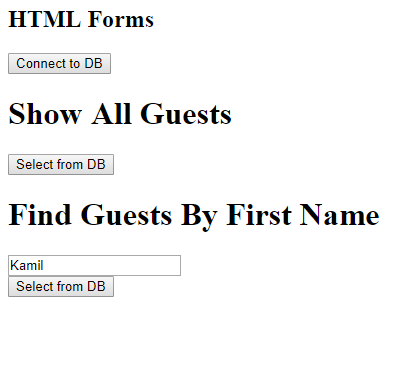 HTML Forms
Connect to DB
Show All Guests
Select from DB
Find Guests By First Name
Kamil
Select from DB